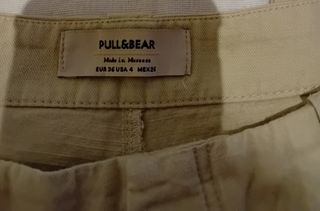 PULL&BEAR
Made in Morocco
EUR 36 USA 4 MEX 26